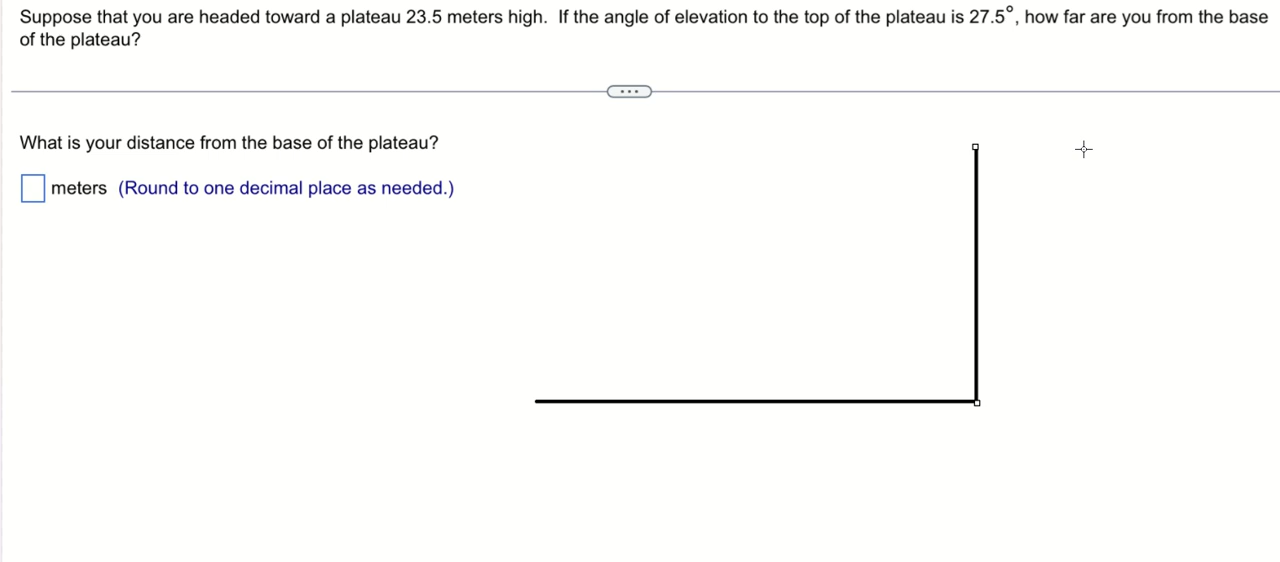 Suppose that you are headed toward a plateau 23.5 meters high. If the angle of elevation to the top of the plateau is 27.5°, how far are you from the base
of the plateau?
What is your distance from the base of the plateau?
meters (Round to one decimal place as needed.)